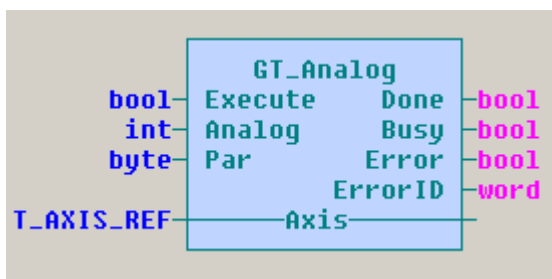 GT_Analog
bool Execute Done bool
int Analog Busy bool
byte Par Error bool
ErrorID word
T_AXIS_REF Axis